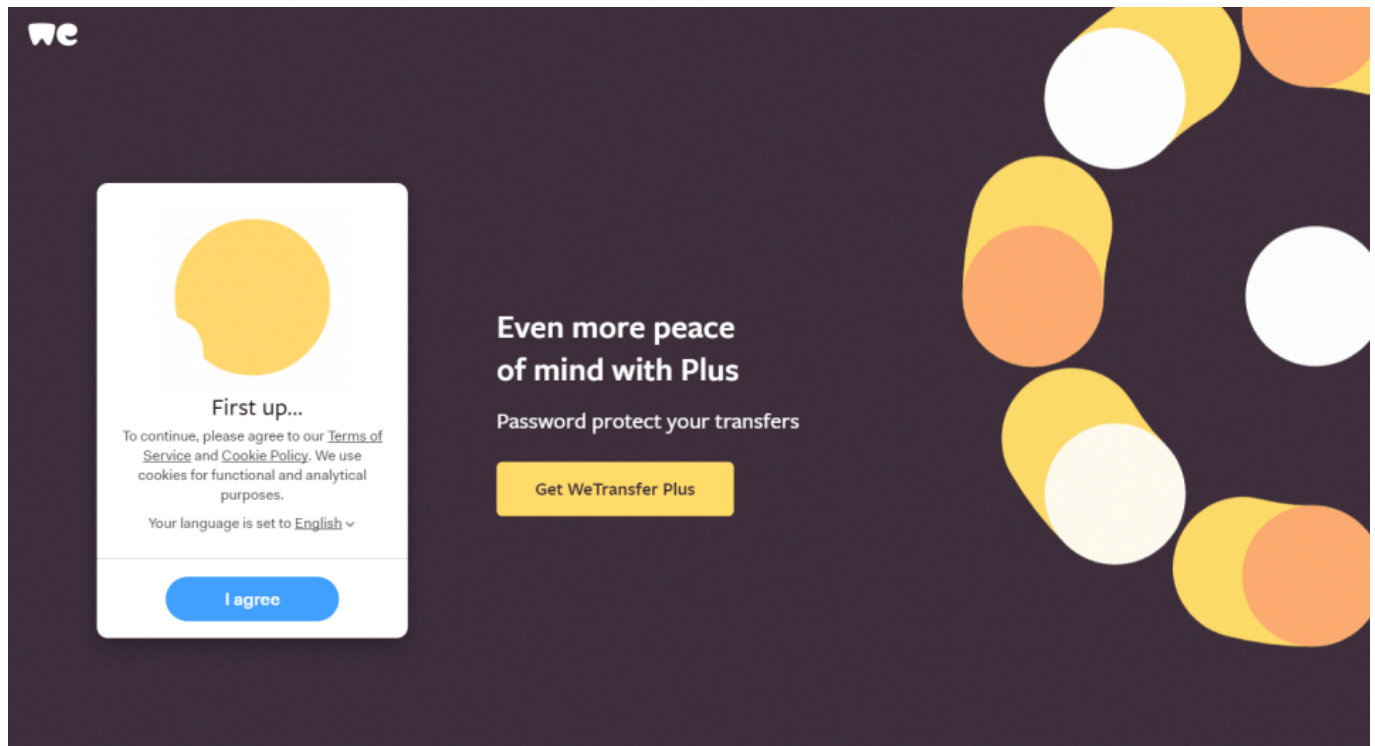 we
First up...
To continue, please agree to our Terms of
Service and Cookie Policy. We use
cookies for functional and analytical
purposes.
Your language is set to English
I agree
Even more peace
of mind with Plus
Password protect your transfers
Get WeTransfer Plus